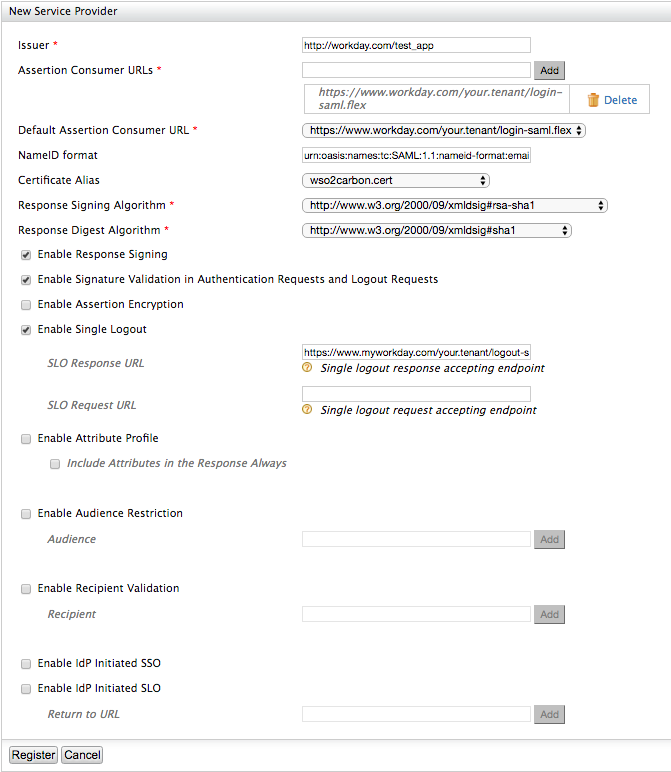 New Service Provider
Issuer * http://workday.com/test_app
Assertion Consumer URLs * Add
https://www.workday.com/your.tenant/login-
saml.flex
Delete
Default Assertion Consumer URL * https://www.workday.com/your.tenant/login-saml.flex
NameID format urn:oasis:names:tc:SAML:1.1:nameid-format:emai
Certificate Alias wso2carbon.cert
Response Signing Algorithm * http://www.w3.org/2000/09/xmldsig#rsa-sha1
Response Digest Algorithm * http://www.w3.org/2000/09/xmldsig#sha1
Enable Response Signing
Enable Signature Validation in Authentication Requests and Logout Requests
Enable Assertion Encryption
Enable Single Logout
SLO Response URL https://www.myworkday.com/your.tenant/logout-s
? Single logout response accepting endpoint
SLO Request URL
? Single logout request accepting endpoint
Enable Attribute Profile
Include Attributes in the Response Always
Enable Audience Restriction
Audience Add
Enable Recipient Validation
Recipient Add
Enable IdP Initiated SSO
Enable IdP Initiated SLO
Return to URL Add
Register Cancel